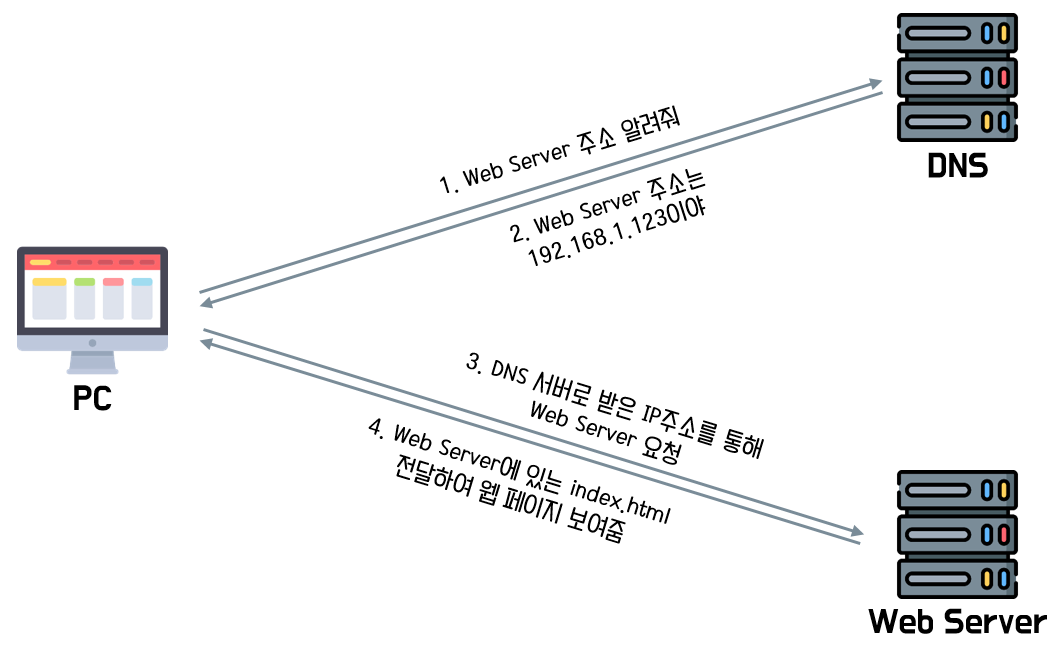 1. Web Server 주소 알려줘
DNS
2. Web Server 주소는
192.168.1.123이야
PC
3. DNS 서버로 받은 IP주소를 통해
Web Server 요청
4. Web Server에 있는 index.html
전달하여 웹 페이지 보여줌
Web Server